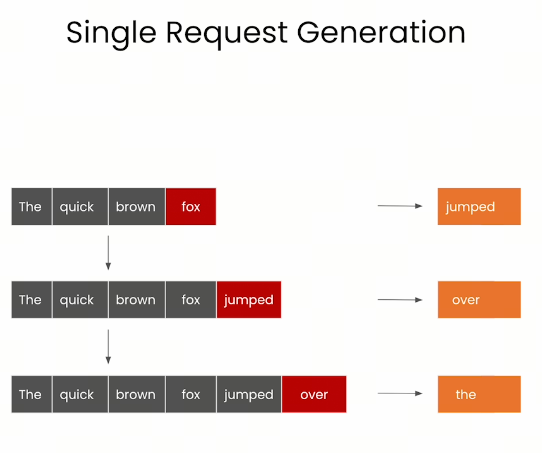 Single Request Generation
The quick brown fox jumped
The quick brown fox jumped over
The quick brown fox jumped over the